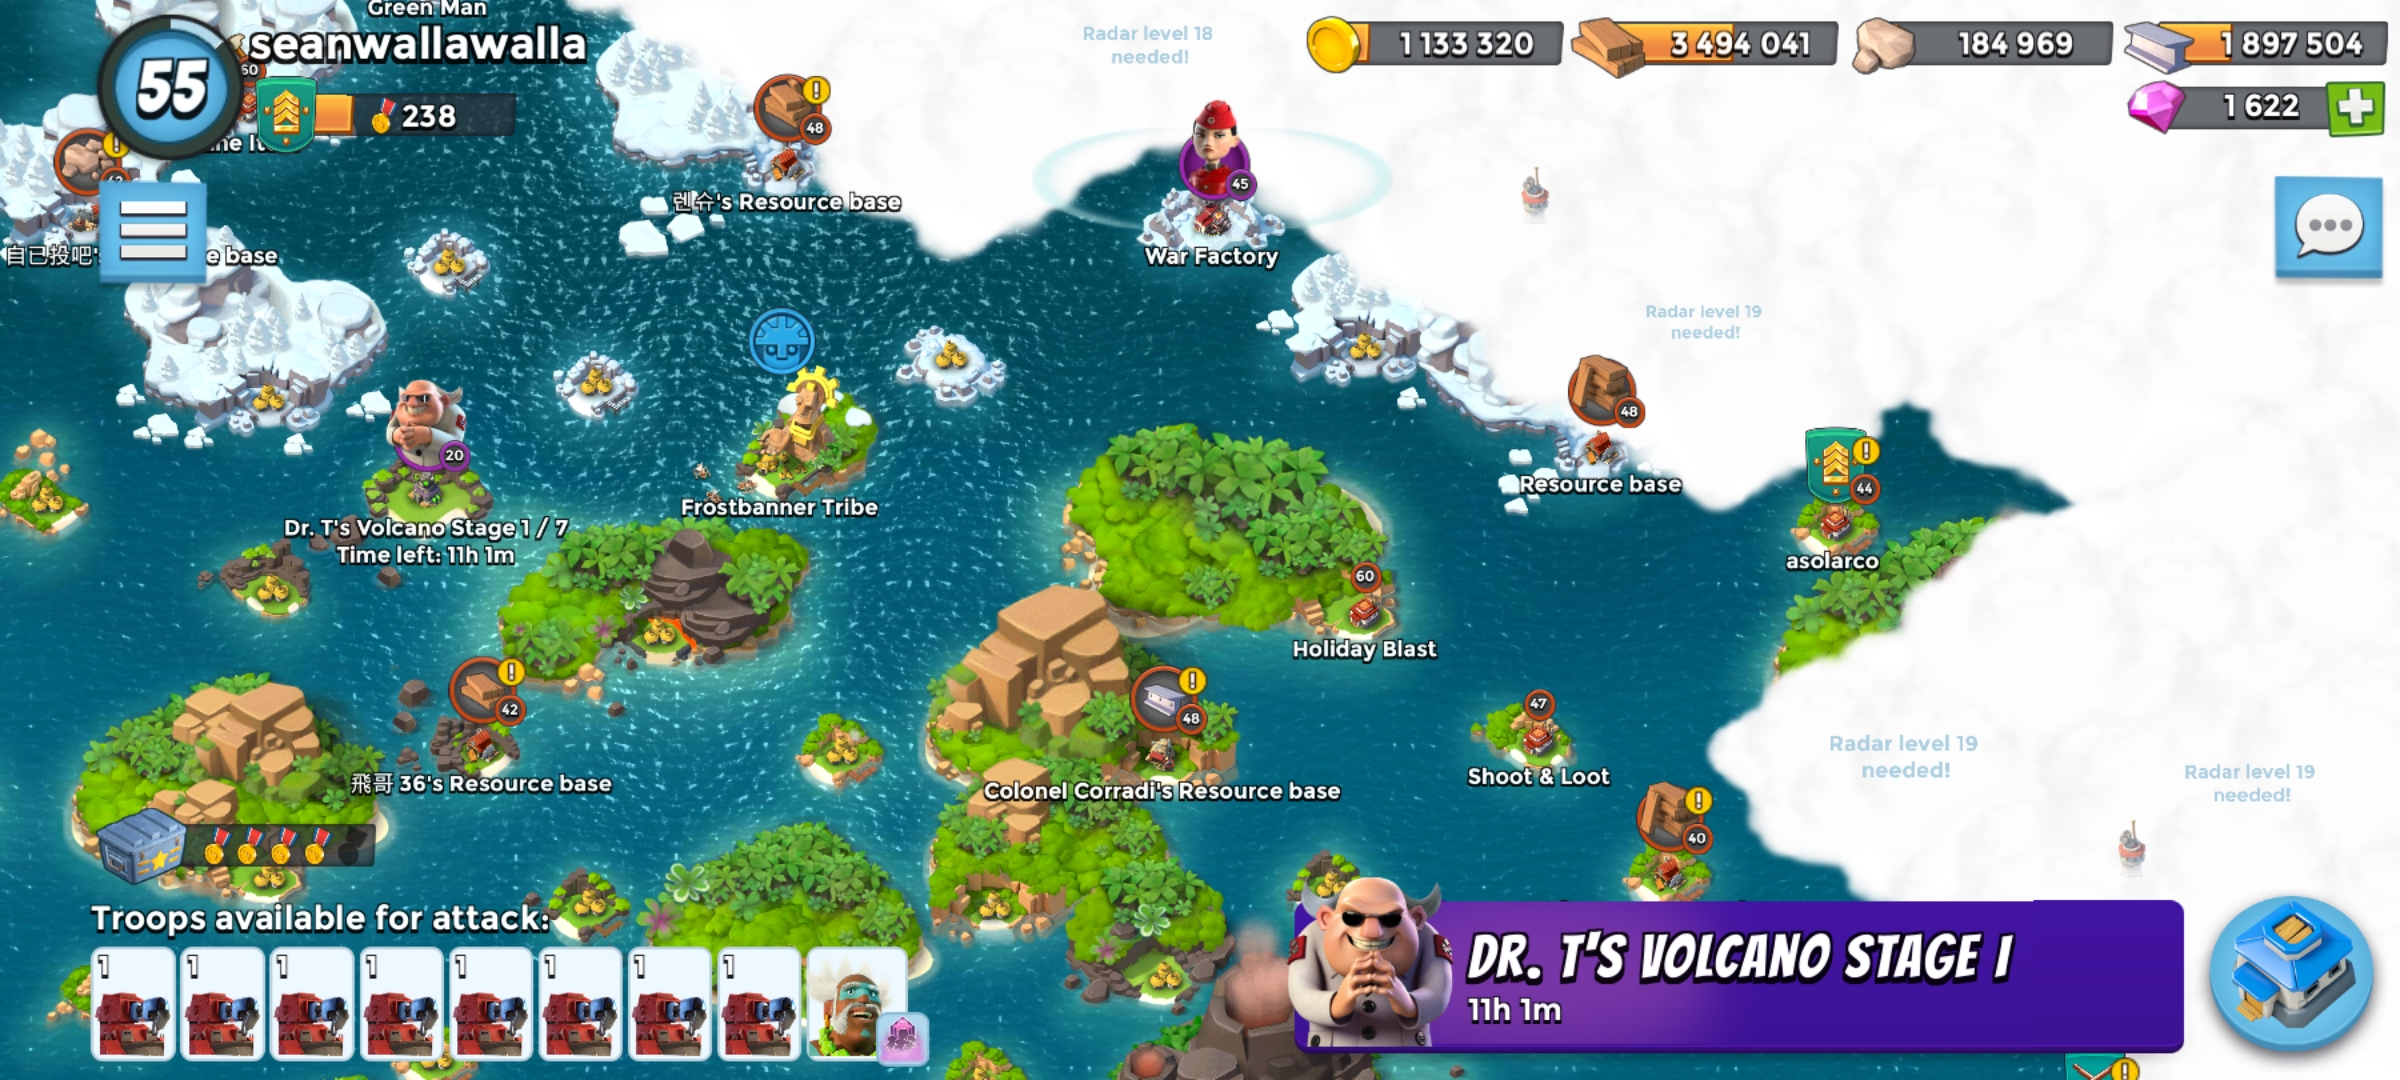 Green Man
seanwallawalla
55
60
238
1 133 320
3 494 041
184 969
1 897 504
1 622
Radar level 18
needed!
!
48
렌슈's Resource base
45
War Factory
!
e base
Radar level 19
needed!
48
Resource base
!
44
asolarco
20
Dr. T's Volcano Stage 1 / 7
Time left: 11h 1m
Frostbanner Tribe
60
Holiday Blast
!
42
飛哥 36's Resource base
!
48
Colonel Corradi's Resource base
47
Shoot & Loot
!
40
Radar level 19
needed!
Radar level 19
needed!
Troops available for attack:
1 1 1 1 1 1 1 1
DR. T'S VOLCANO STAGE I
11h 1m
!